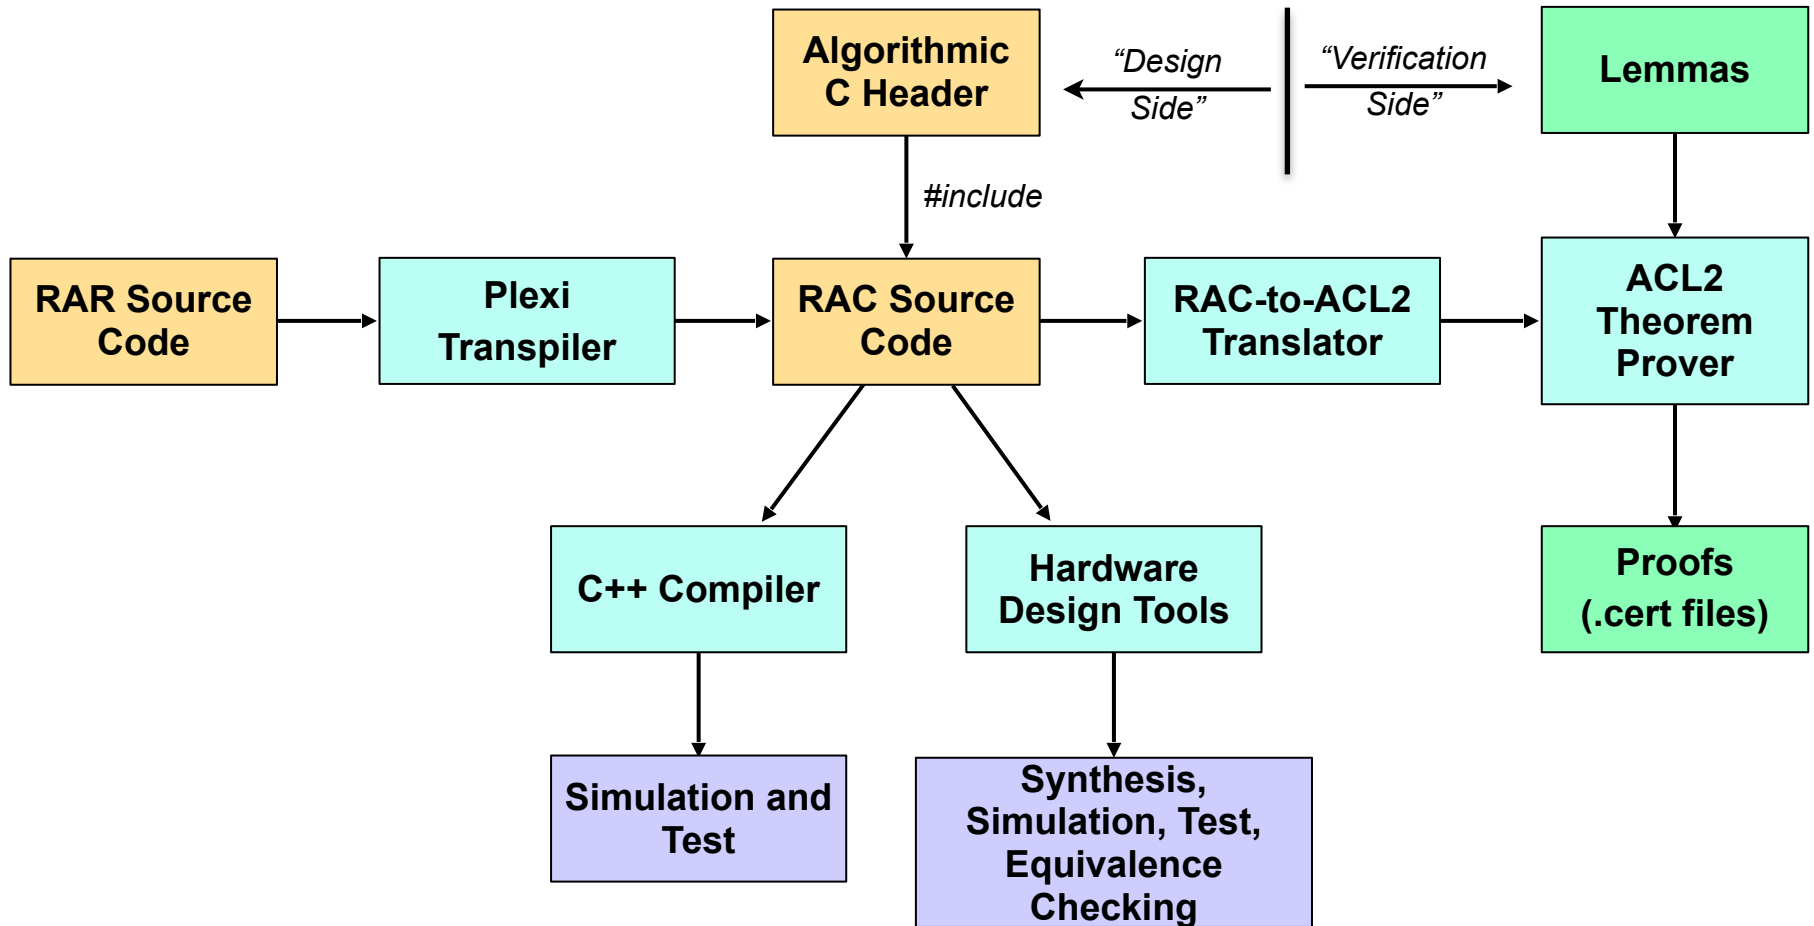 Algorithmic
C Header
“Design
Side”
“Verification
Side”
Lemmas
#include
RAR Source
Code
Plexi
Transpiler
RAC Source
Code
RAC-to-ACL2
Translator
ACL2
Theorem
Prover
C++ Compiler
Hardware
Design Tools
Proofs
(.cert files)
Simulation and
Test
Synthesis,
Simulation, Test,
Equivalence
Checking